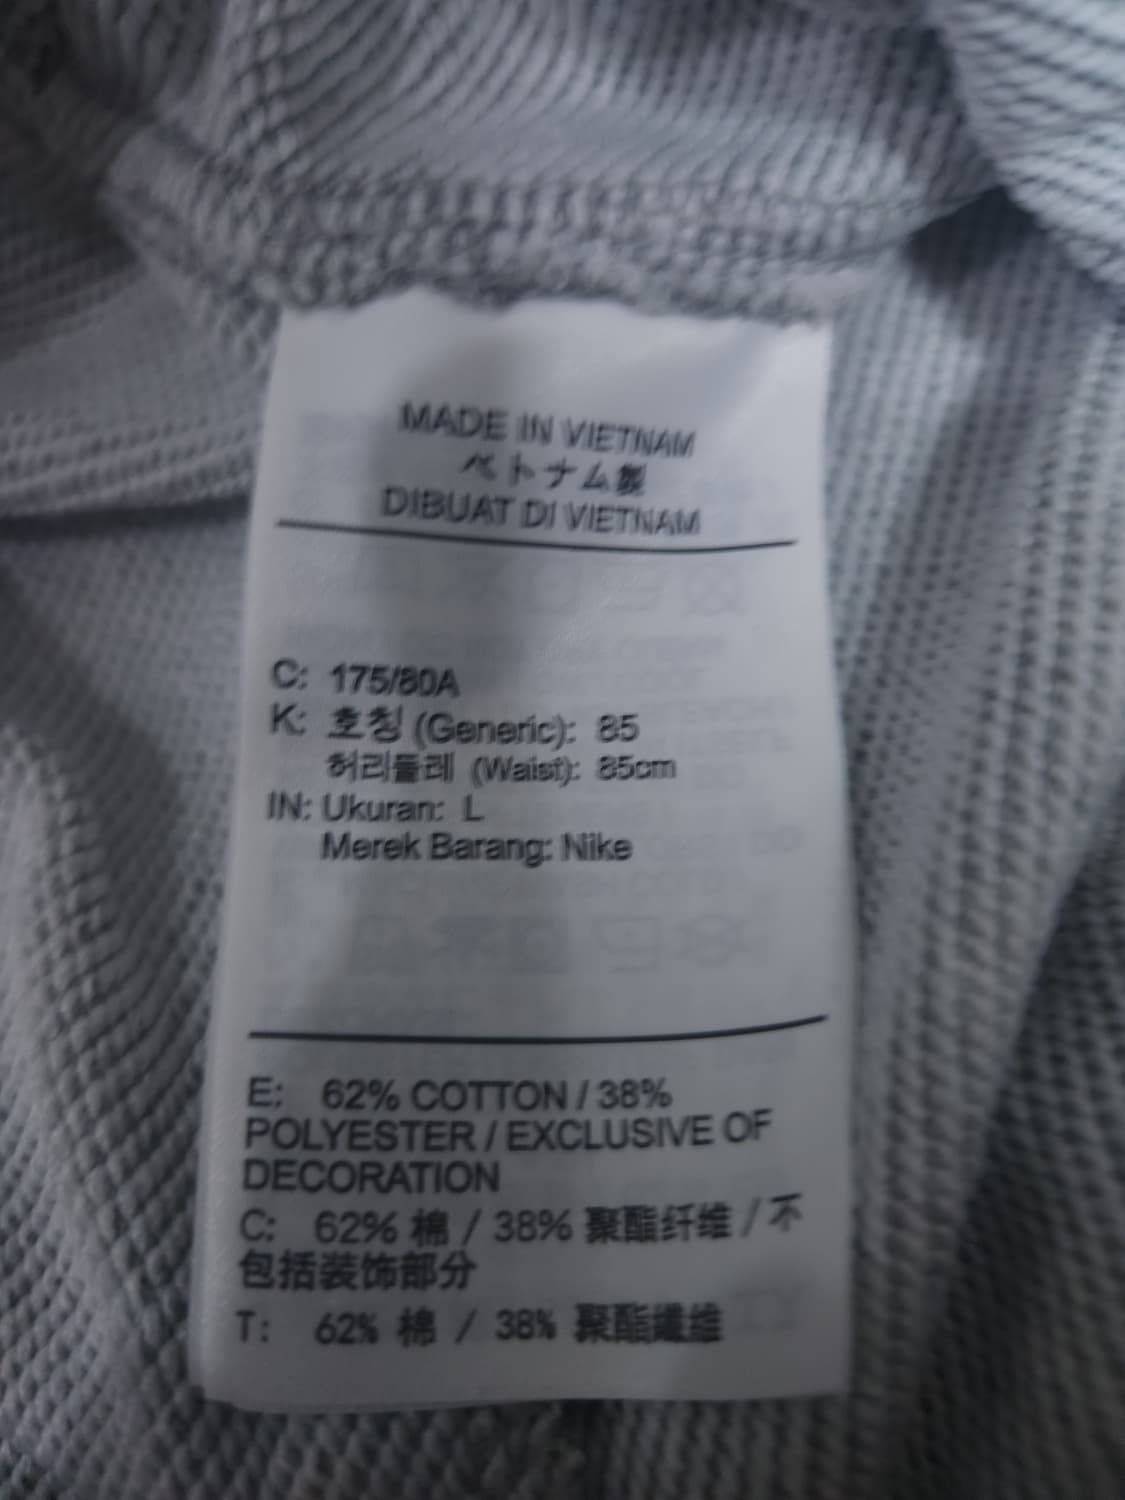 MADE IN VIETNAM
ベトナム製
DIBUAT DI VIETNAM
C: 175/80A
K: 호칭 (Generic): 85
허리둘레 (Waist): 85cm
IN: Ukuran: L
Merek Barang: Nike
E: 62% COTTON / 38%
POLYESTER / EXCLUSIVE OF
DECORATION
C: 62% 棉 / 38% 聚酯纤维 / 不
包括装饰部分
T: 62% 棉 / 38% 聚酯纖維